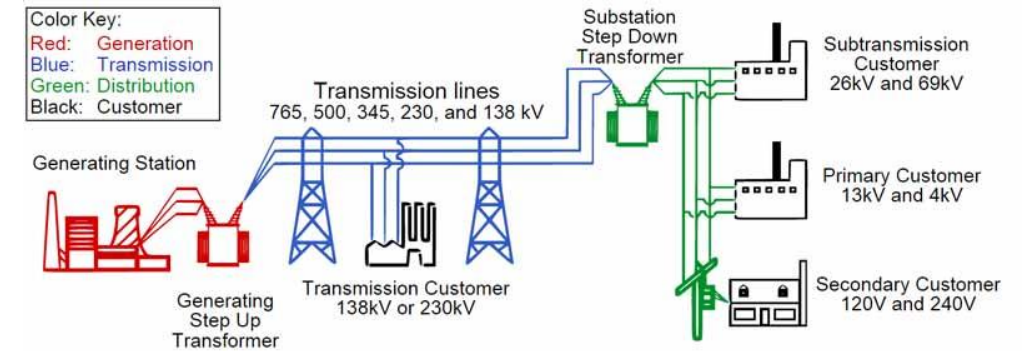 Color Key:
Red: Generation
Blue: Transmission
Green: Distribution
Black: Customer
Generating Station
Generating
Step Up
Transformer
Transmission lines
765, 500, 345, 230, and 138 kV
Transmission Customer
138kV or 230kV
Substation
Step Down
Transformer
Subtransmission
Customer
26kV and 69kV
Primary Customer
13kV and 4kV
Secondary Customer
120V and 240V